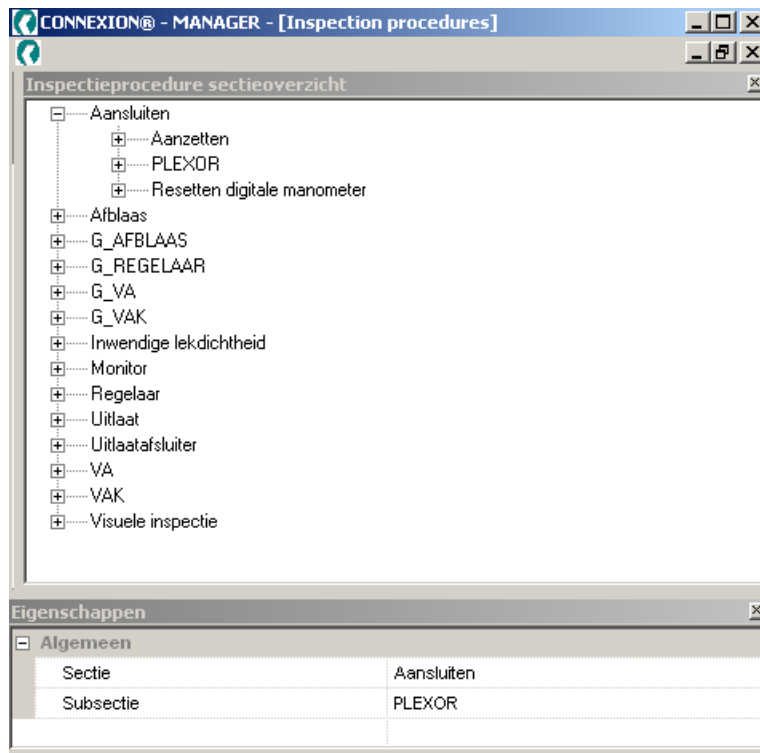 CONNEXION® - MANAGER - [Inspection procedures]
Inspectieprocedure sectieoverzicht
Aansluiten
Aanzetten
PLEXOR
Resetten digitale manometer
Afblaas
G_AFBLAAS
G_REGELAAR
G_VA
G_VAK
Inwendige lekdichtheid
Monitor
Regelaar
Uitlaat
Uitlaatafsluiter
VA
VAK
Visuele inspectie
Eigenschappen
Algemeen
Sectie Aansluiten
Subsectie PLEXOR